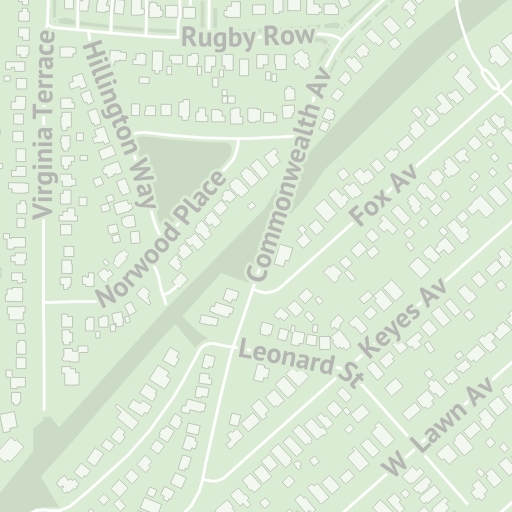 Rugby Row
Virginia Terrace
Hillington Way
Commonwealth Av
Norwood Place
Fox Av
Keyes Av
Leonard St
W Lawn Av